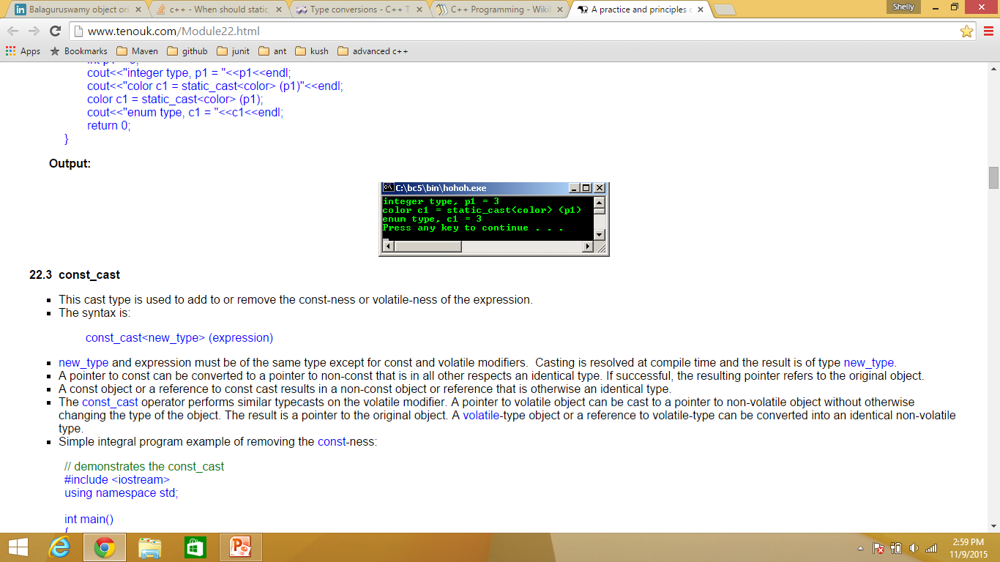 Balaguruswamy object ori
c++ - When should static_
Type conversions - C++ T
C++ Programming - Wiki
A practice and principles o
Shelly
www.tenouk.com/Module22.html
Apps
Bookmarks
Maven
github
junit
ant
kush
advanced c++
cout<<"integer type, p1 = "<<p1<<endl;
cout<<"color c1 = static_cast<color> (p1)"<<endl;
color c1 = static_cast<color> (p1);
cout<<"enum type, c1 = "<<c1<<endl;
return 0;
}
Output:
C:\bc5\bin\hohoh.exe
integer type, p1 = 3
color c1 = static_cast<color> (p1)
enum type, c1 = 3
Press any key to continue . . .
22.3 const_cast
This cast type is used to add to or remove the const-ness or volatile-ness of the expression.
The syntax is:
const_cast<new_type> (expression)
new_type and expression must be of the same type except for const and volatile modifiers. Casting is resolved at compile time and the result is of type new_type.
A pointer to const can be converted to a pointer to non-const that is in all other respects an identical type. If successful, the resulting pointer refers to the original object.
A const object or a reference to const cast results in a non-const object or reference that is otherwise an identical type.
The const_cast operator performs similar typecasts on the volatile modifier. A pointer to volatile object can be cast to a pointer to non-volatile object without otherwise
changing the type of the object. The result is a pointer to the original object. A volatile-type object or a reference to volatile-type can be converted into an identical non-volatile
type.
Simple integral program example of removing the const-ness:
// demonstrates the const_cast
#include <iostream>
using namespace std;
int main()
{
2:59 PM
11/9/2015